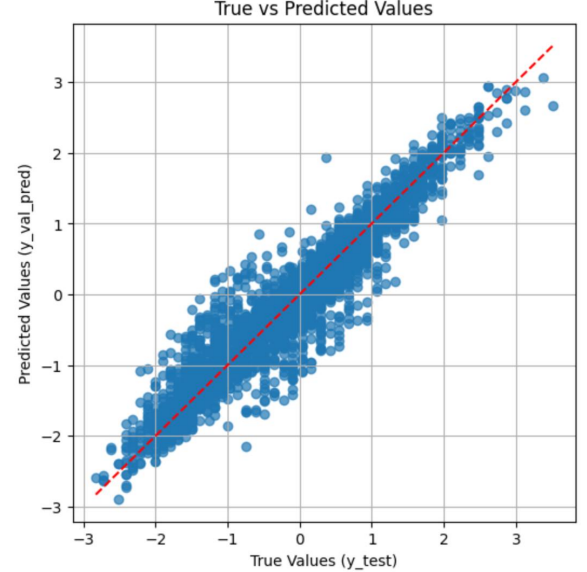 True vs Predicted Values
Predicted Values (y_val_pred)
3
2
1
0
−1
−2
−3
−3 −2 −1 0 1 2 3
True Values (y_test)